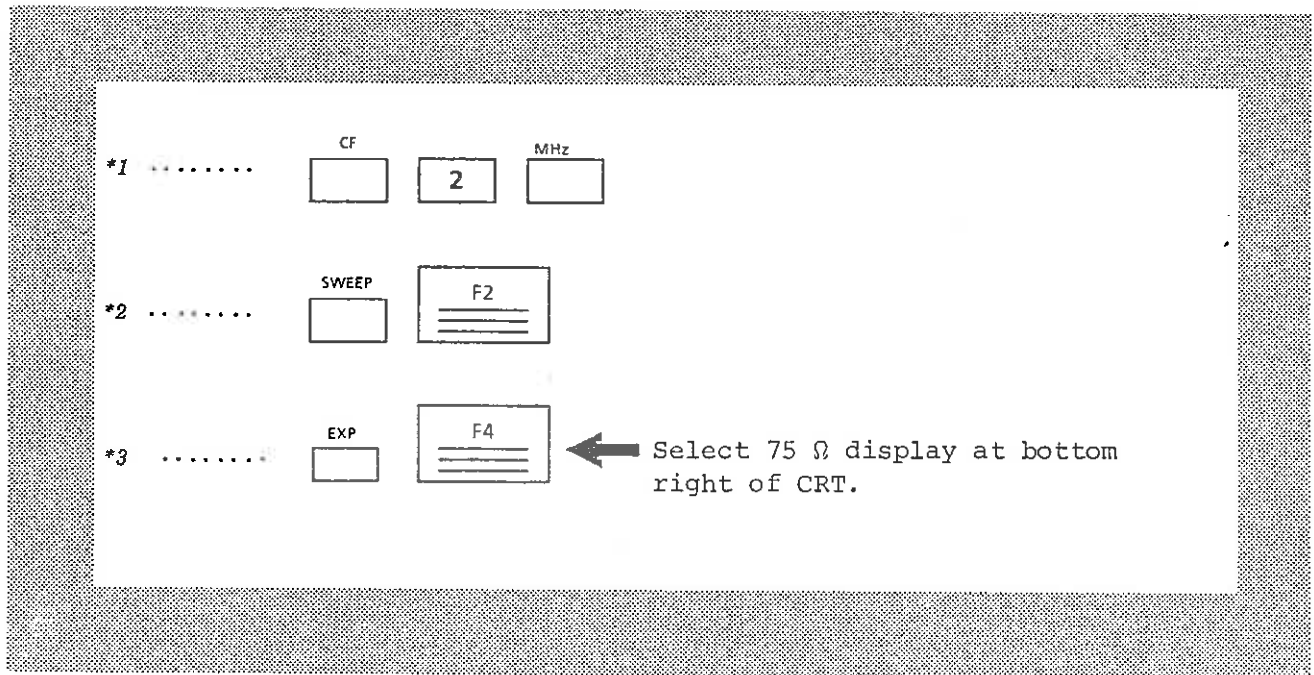 CF MHz
*1 ........ 2
SWEEP
*2 ....... F2
EXP F4
*3 ....... Select 75 Ω display at bottom
right of CRT.